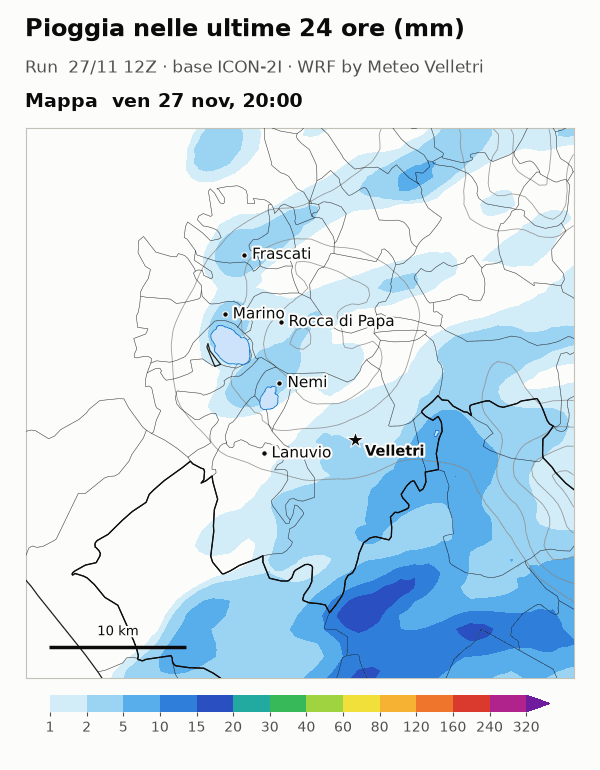 Pioggia nelle ultime 24 ore (mm)
Run  27/11 12Z · base ICON-2I · WRF by Meteo Velletri
Mappa  ven 27 nov, 20:00
Frascati
Marino
Rocca di Papa
Nemi
Velletri
Lanuvio
10 km
1 2 5 10 15 20 30 40 60 80 120 160 240 320